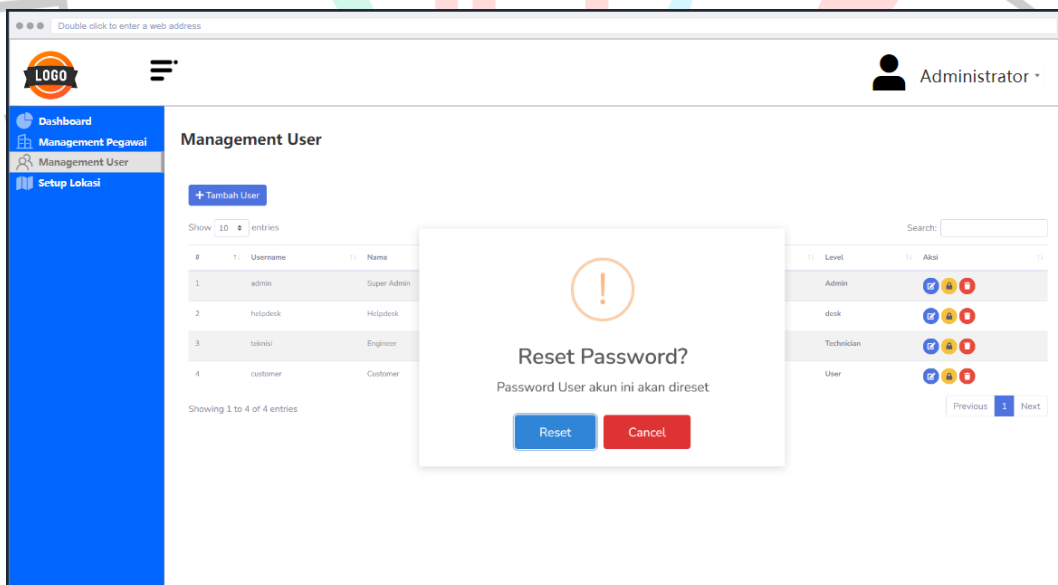 Double click to enter a web address
LOGO
Administrator
Dashboard
Management Pegawai
Management User
Setup Lokasi
Management User
+ Tambah User
Show 10 entries
Search:
# Username Nama Level Aksi
1 admin Super Admin Admin
2 helpdesk Helpdesk desk
3 teknisi Engineer Technician
4 customer Customer User
Showing 1 to 4 of 4 entries
Previous 1 Next
!
Reset Password?
Password User akun ini akan direset
Reset Cancel